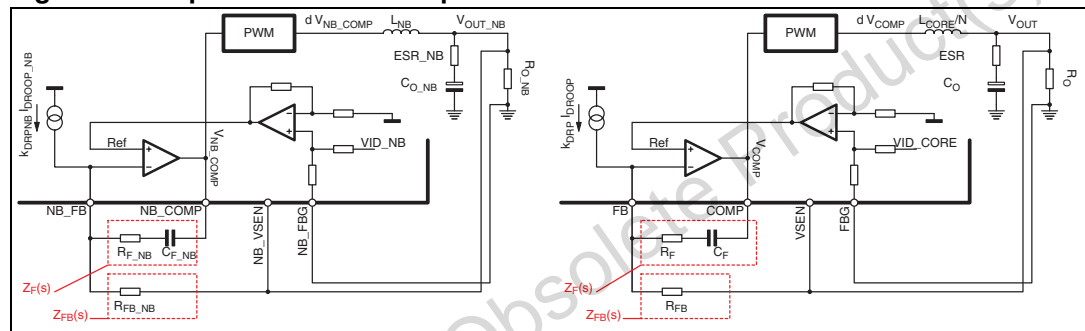 PWM
d V_NB_COMP
L_NB
V_OUT_NB
ESR_NB
C_O_NB
R_O_NB
k_DRPNB I_DROOP_NB
Ref
V_NB_COMP
VID_NB
NB_FB
NB_COMP
NB_VSEN
NB_FBG
R_F_NB
C_F_NB
Z_F(s)
R_FB_NB
Z_FB(s)
PWM
d V_COMP
L_CORE/N
V_OUT
ESR
C_O
R_O
k_DRP I_DROOP
Ref
V_COMP
VID_CORE
FB
COMP
VSEN
FBG
R_F
C_F
Z_F(s)
R_FB
Z_FB(s)
Obsolete Product(s)